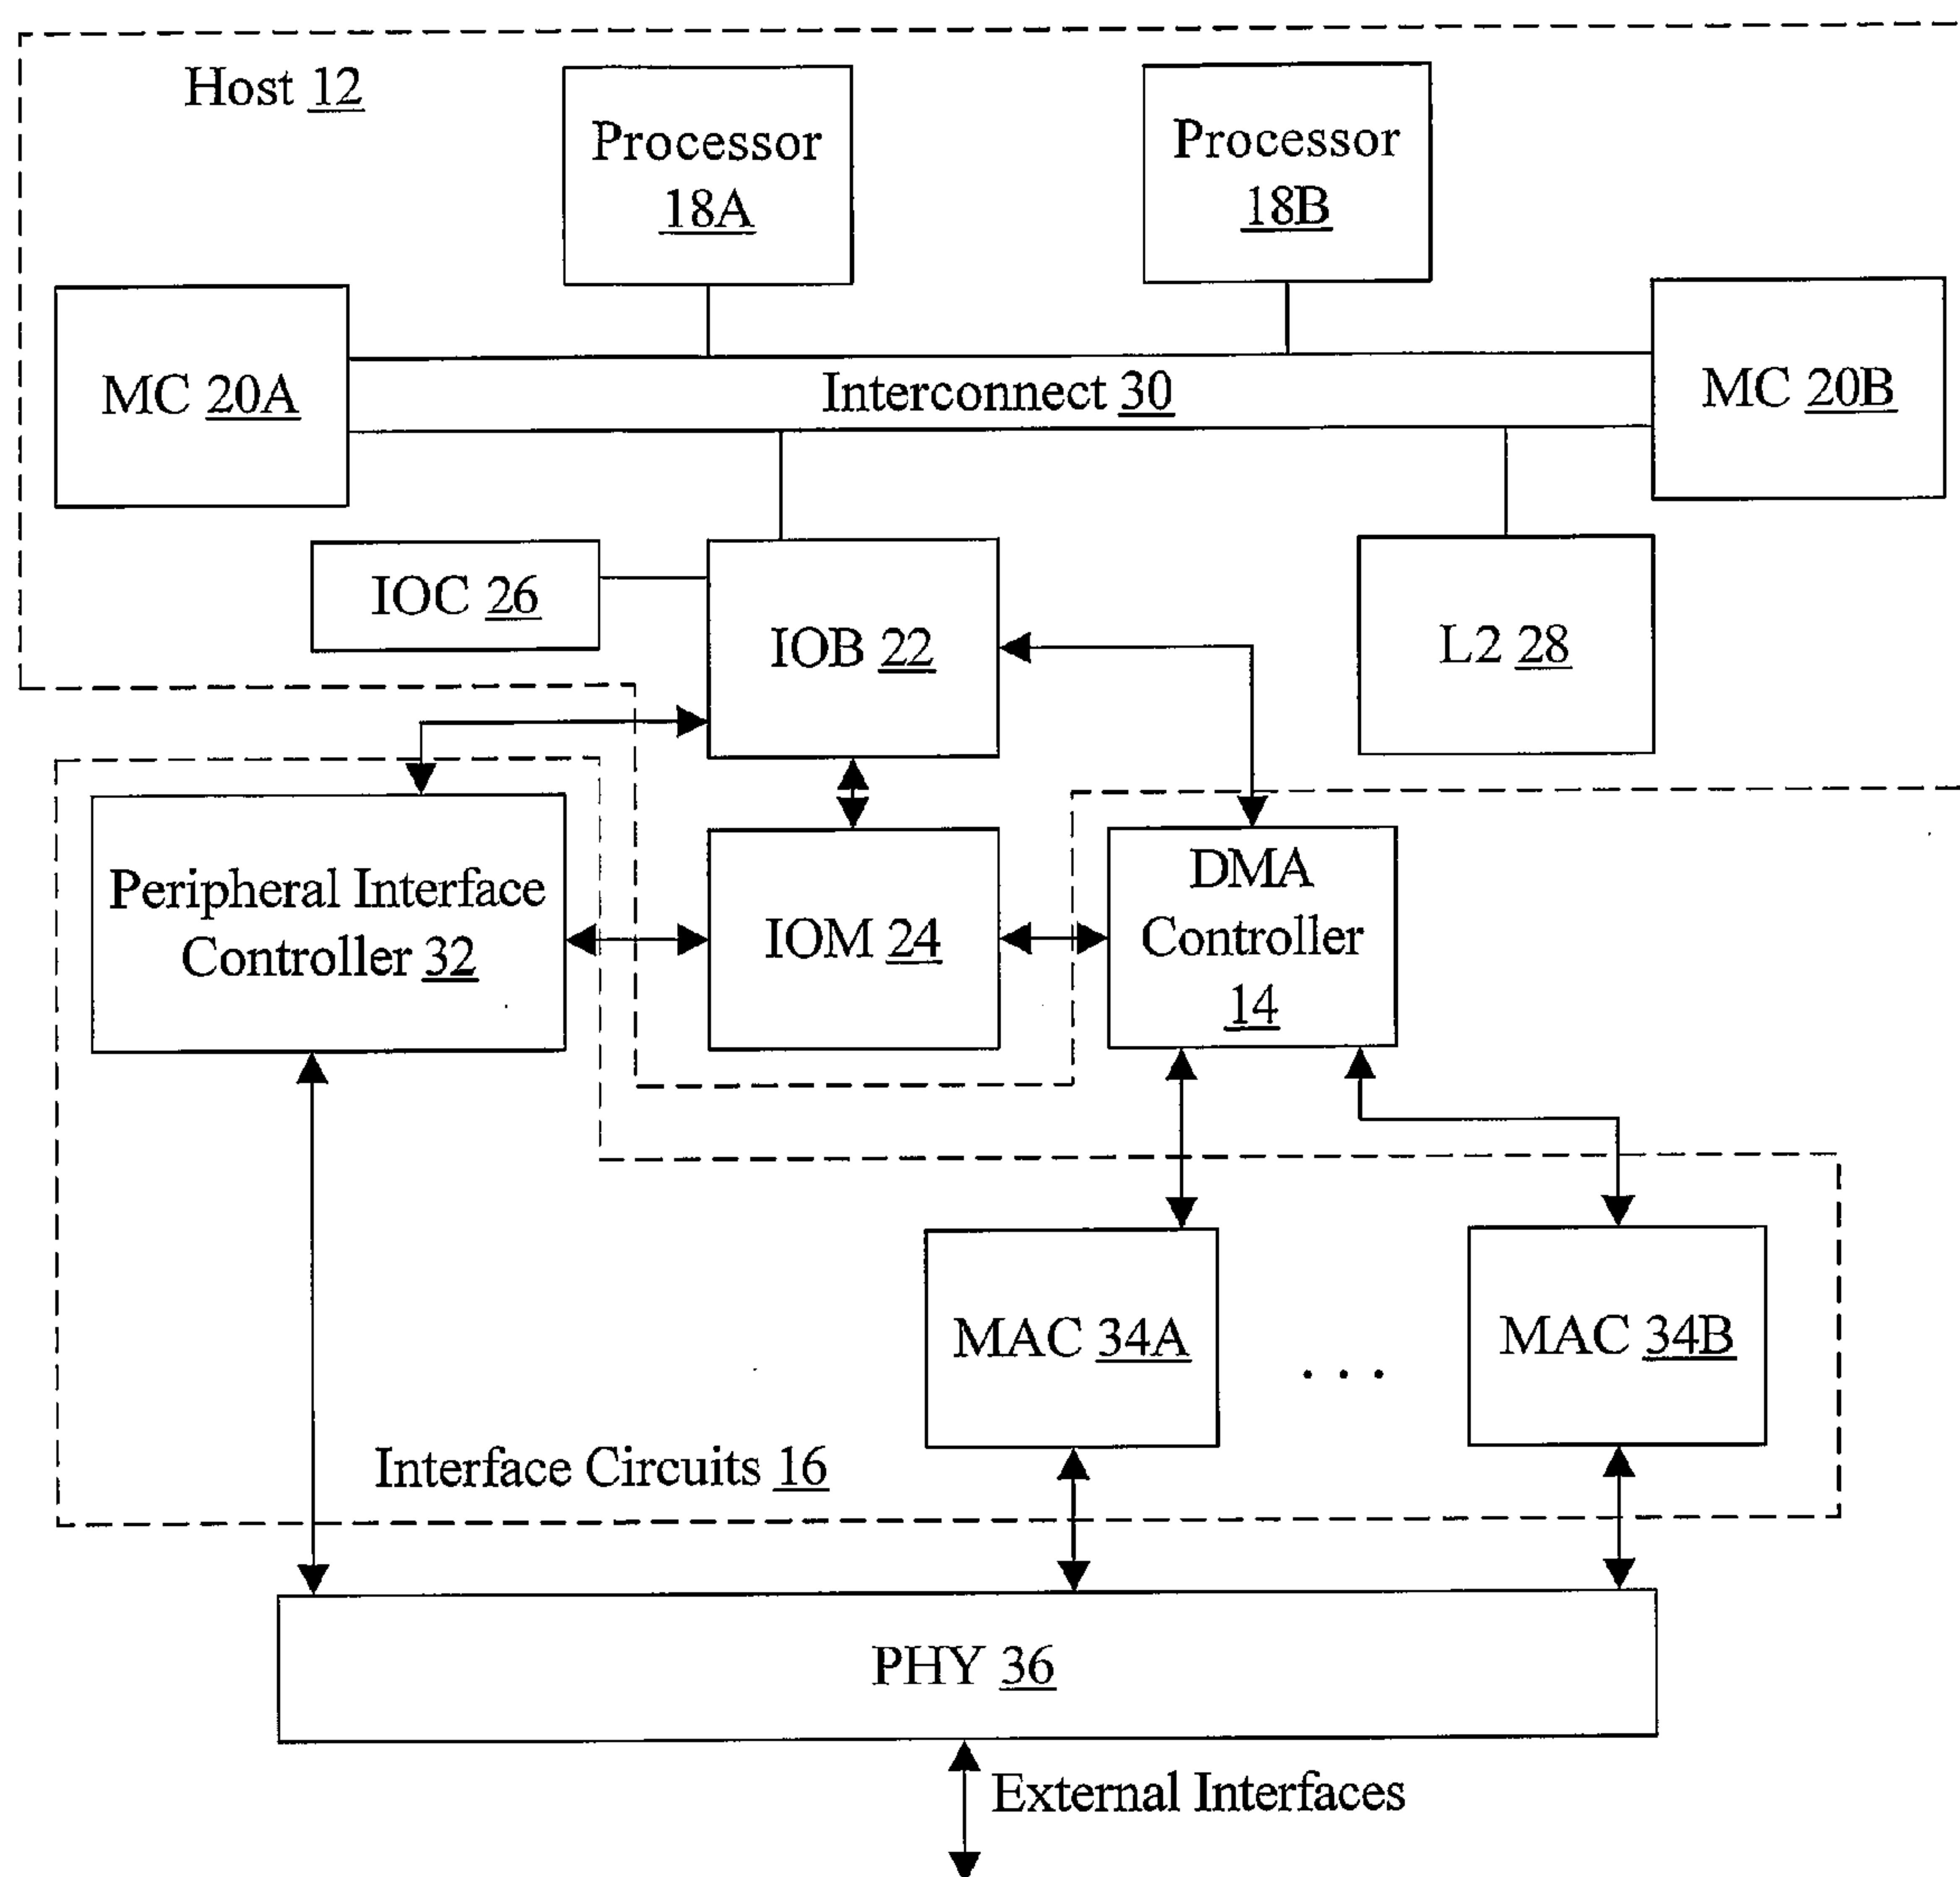 Host 12
Processor
18A
Processor
18B
MC 20A
Interconnect 30
MC 20B
IOC 26
IOB 22
L2 28
Peripheral Interface
Controller 32
IOM 24
DMA
Controller
14
MAC 34A
. . .
MAC 34B
Interface Circuits 16
PHY 36
External Interfaces